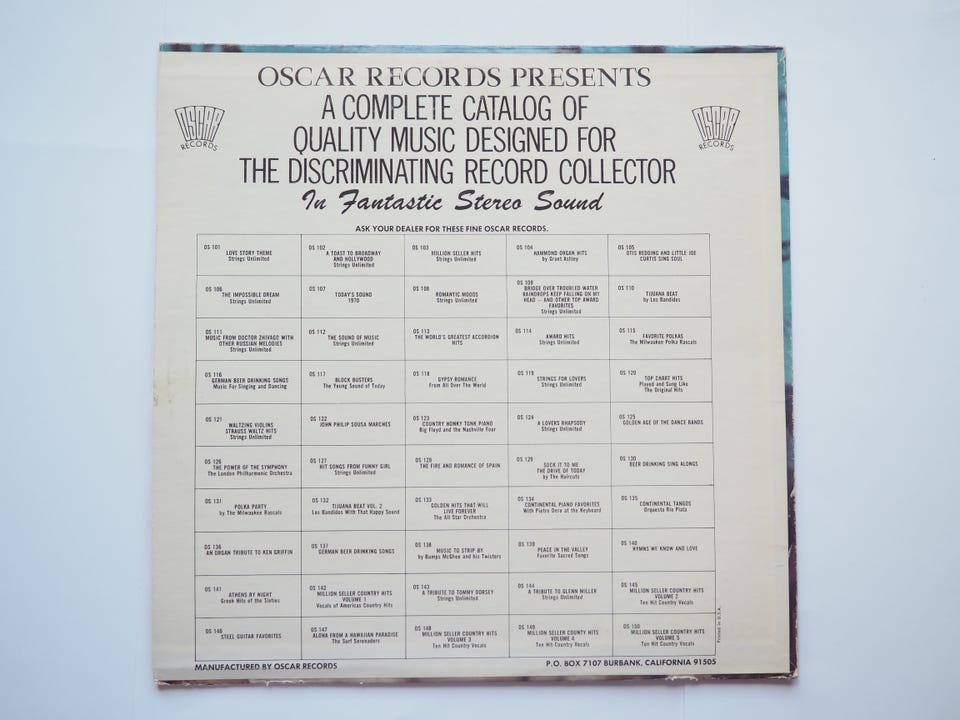 OSCAR RECORDS PRESENTS
A COMPLETE CATALOG OF
QUALITY MUSIC DESIGNED FOR
THE DISCRIMINATING RECORD COLLECTOR
In Fantastic Stereo Sound
OSCAR
RECORDS
OSCAR
RECORDS
ASK YOUR DEALER FOR THESE FINE OSCAR RECORDS.
OS 101
LOVE STORY THEME
Strings Unlimited
OS 102
A TOAST TO BROADWAY
AND HOLLYWOOD
Strings Unlimited
OS 103
MILLION SELLER HITS
Strings Unlimited
OS 104
HAMMOND ORGAN HITS
by Grant Ashley
OS 105
OTIS REDDING AND LITTLE JOE
CURTIS SING SOUL
OS 106
THE IMPOSSIBLE DREAM
Strings Unlimited
OS 107
TODAY'S SOUND
1970
OS 108
ROMANTIC MOODS
Strings Unlimited
OS 109
BRIDGE OVER TROUBLED WATER
RAINDROPS KEEP FALLING ON MY
HEAD — AND OTHER TOP AWARD
FAVORITES
Strings Unlimited
OS 110
TIJUANA BEAT
by Los Bandidos
OS 111
MUSIC FROM DOCTOR ZHIVAGO WITH
OTHER RUSSIAN MELODIES
Strings Unlimited
OS 112
THE SOUND OF MUSIC
Strings Unlimited
OS 113
THE WORLD'S GREATEST ACCORDION
HITS
OS 114
AWARD HITS
Strings Unlimited
OS 115
FAVORITE POLKAS
The Milwaukee Polka Rascals
OS 116
GERMAN BEER DRINKING SONGS
Music For Singing and Dancing
OS 117
BLOCK BUSTERS
The Young Sound of Today
OS 118
GYPSY ROMANCE
From All Over The World
OS 119
STRINGS FOR LOVERS
Strings Unlimited
OS 120
TOP CHART HITS
Played and Sung Like
The Original Hits
OS 121
WALTZING VIOLINS
STRAUSS WALTZ HITS
Strings Unlimited
OS 122
JOHN PHILIP SOUSA MARCHES
OS 123
COUNTRY HONKY TONK PIANO
Big Floyd and the Nashville Four
OS 124
A LOVERS RHAPSODY
Strings Unlimited
OS 125
GOLDEN AGE OF THE DANCE BANDS
OS 126
THE POWER OF THE SYMPHONY
The London Philharmonic Orchestra
OS 127
HIT SONGS FROM FUNNY GIRL
Strings Unlimited
OS 128
THE FIRE AND ROMANCE OF SPAIN
OS 129
SOCK IT TO ME
THE DRIVE OF TODAY
by The Haircuts
OS 130
BEER DRINKING SING ALONGS
OS 131
POLKA PARTY
by The Milwaukee Rascals
OS 132
TIJUANA BEAT VOL. 2
Los Bandidos With That Happy Sound
OS 133
GOLDEN HITS THAT WILL
LIVE FOREVER
The All Star Orchestra
OS 134
CONTINENTAL PIANO FAVORITES
With Pietro Dero at the Keyboard
OS 135
CONTINENTAL TANGOS
Orquesta Rio Plata
OS 136
AN ORGAN TRIBUTE TO KEN GRIFFIN
OS 137
GERMAN BEER DRINKING SONGS
OS 138
MUSIC TO STRIP BY
by Bumps McGhee and his Twisters
OS 139
PEACE IN THE VALLEY
Favorite Sacred Songs
OS 140
HYMNS WE KNOW AND LOVE
OS 141
ATHENS BY NIGHT
Greek Hits of the Sixties
OS 142
MILLION SELLER COUNTRY HITS
VOLUME 1
Vocals of Americas Country Hits
OS 143
A TRIBUTE TO TOMMY DORSEY
Strings Unlimited
OS 144
A TRIBUTE TO GLENN MILLER
Strings Unlimited
OS 145
MILLION SELLER COUNTRY HITS
VOLUME 2
Ten Hit Country Vocals
OS 146
STEEL GUITAR FAVORITES
OS 147
ALOHA FROM A HAWAIIAN PARADISE
The Surf Serenaders
OS 148
MILLION SELLER COUNTRY HITS
VOLUME 3
Ten Hit Country Vocals
OS 149
MILLION SELLER COUNTY HITS
VOLUME 4
Ten Hit Country Vocals
OS 150
MILLION SELLER COUNTRY HITS
VOLUME 5
Ten Hit Country Vocals
Printed in U.S.A.
MANUFACTURED BY OSCAR RECORDS
P.O. BOX 7107 BURBANK, CALIFORNIA 91505